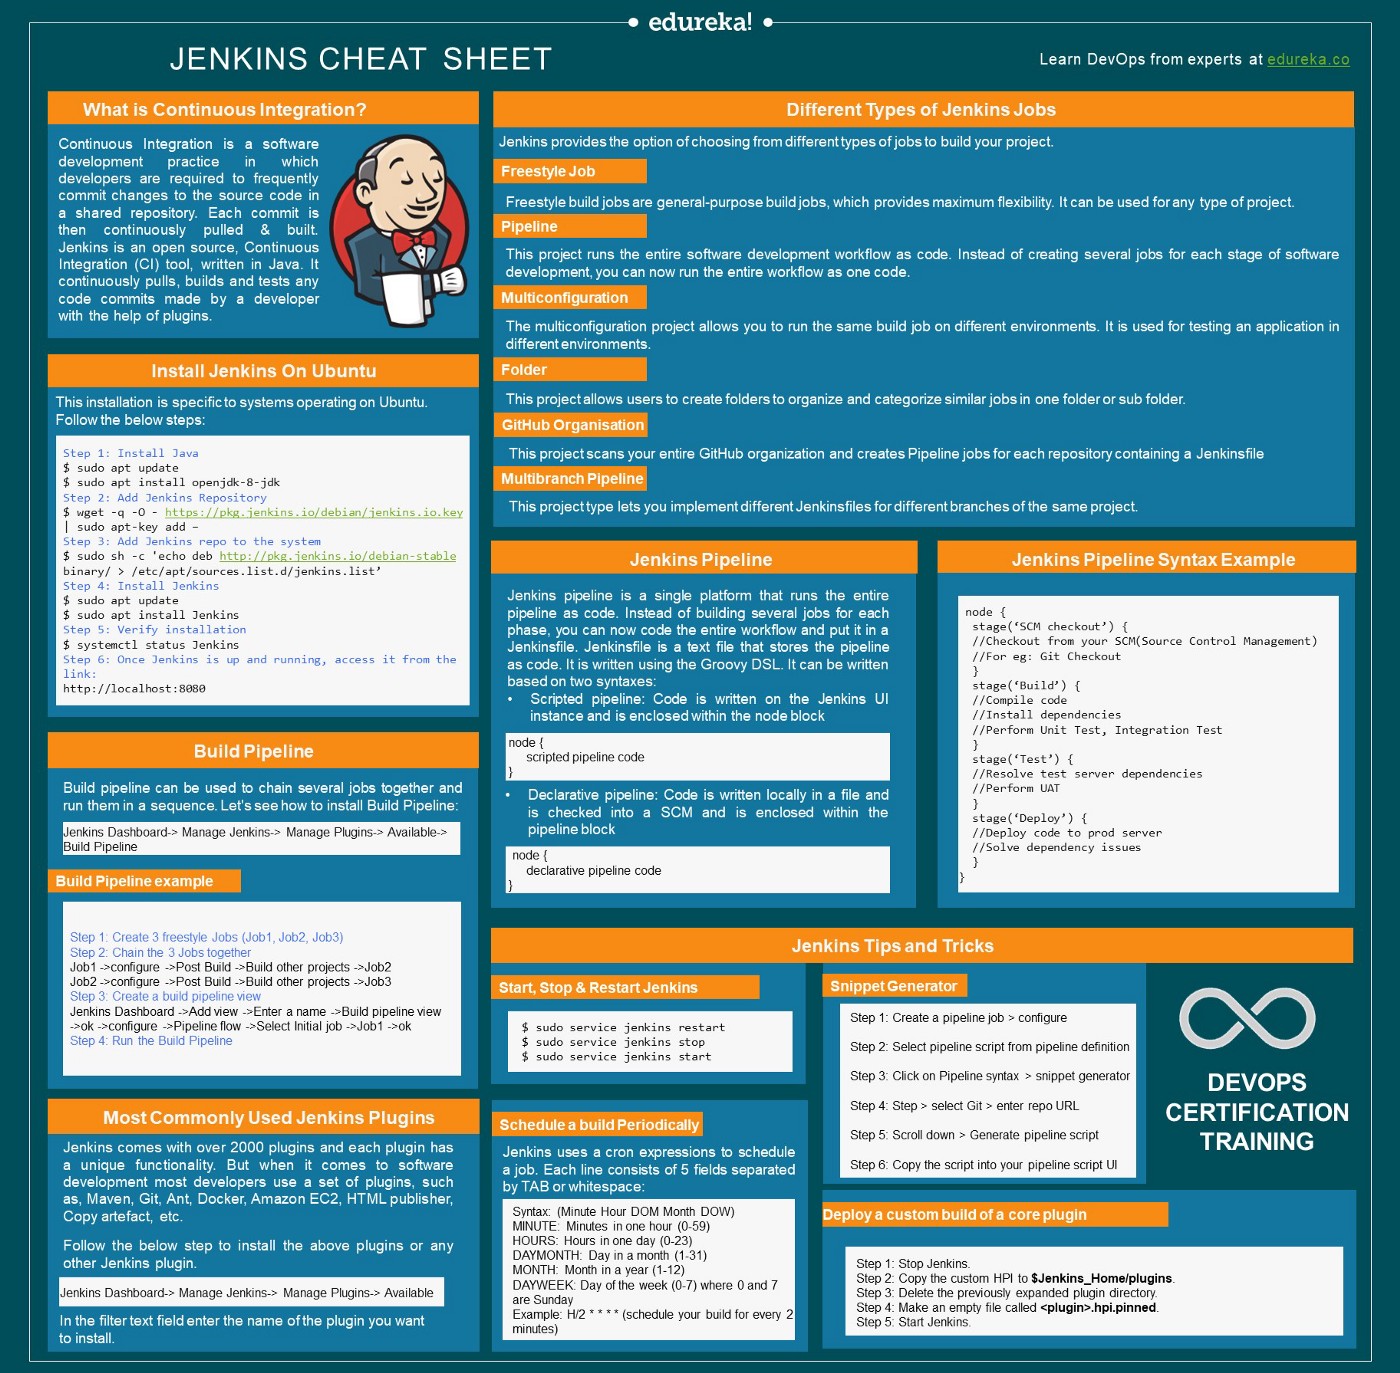 edureka!
JENKINS CHEAT SHEET
Learn DevOps from experts at edureka.co
What is Continuous Integration?
Continuous Integration is a software
development practice in which
developers are required to frequently
commit changes to the source code in
a shared repository. Each commit is
then continuously pulled & built.
Jenkins is an open source, Continuous
Integration (CI) tool, written in Java. It
continuously pulls, builds and tests any
code commits made by a developer
with the help of plugins.
Install Jenkins On Ubuntu
This installation is specific to systems operating on Ubuntu.
Follow the below steps:
Step 1: Install Java
$ sudo apt update
$ sudo apt install openjdk-8-jdk
Step 2: Add Jenkins Repository
$ wget -q -O - https://pkg.jenkins.io/debian/jenkins.io.key
| sudo apt-key add –
Step 3: Add Jenkins repo to the system
$ sudo sh -c 'echo deb http://pkg.jenkins.io/debian-stable
binary/ > /etc/apt/sources.list.d/jenkins.list’
Step 4: Install Jenkins
$ sudo apt update
$ sudo apt install Jenkins
Step 5: Verify installation
$ systemctl status Jenkins
Step 6: Once Jenkins is up and running, access it from the
link:
http://localhost:8080
Build Pipeline
Build pipeline can be used to chain several jobs together and
run them in a sequence. Let's see how to install Build Pipeline:
Jenkins Dashboard-> Manage Jenkins-> Manage Plugins-> Available->
Build Pipeline
Build Pipeline example
Step 1: Create 3 freestyle Jobs (Job1, Job2, Job3)
Step 2: Chain the 3 Jobs together
Job1 ->configure ->Post Build ->Build other projects ->Job2
Job2 ->configure ->Post Build ->Build other projects ->Job3
Step 3: Create a build pipeline view
Jenkins Dashboard ->Add view ->Enter a name ->Build pipeline view
->ok ->configure ->Pipeline flow ->Select Initial job ->Job1 ->ok
Step 4: Run the Build Pipeline
Most Commonly Used Jenkins Plugins
Jenkins comes with over 2000 plugins and each plugin has
a unique functionality. But when it comes to software
development most developers use a set of plugins, such
as, Maven, Git, Ant, Docker, Amazon EC2, HTML publisher,
Copy artefact, etc.
Follow the below step to install the above plugins or any
other Jenkins plugin.
Jenkins Dashboard-> Manage Jenkins-> Manage Plugins-> Available
In the filter text field enter the name of the plugin you want
to install.
Different Types of Jenkins Jobs
Jenkins provides the option of choosing from different types of jobs to build your project.
Freestyle Job
Freestyle build jobs are general-purpose build jobs, which provides maximum flexibility. It can be used for any type of project.
Pipeline
This project runs the entire software development workflow as code. Instead of creating several jobs for each stage of software
development, you can now run the entire workflow as one code.
Multiconfiguration
The multiconfiguration project allows you to run the same build job on different environments. It is used for testing an application in
different environments.
Folder
This project allows users to create folders to organize and categorize similar jobs in one folder or sub folder.
GitHub Organisation
This project scans your entire GitHub organization and creates Pipeline jobs for each repository containing a Jenkinsfile
Multibranch Pipeline
This project type lets you implement different Jenkinsfiles for different branches of the same project.
Jenkins Pipeline
Jenkins pipeline is a single platform that runs the entire
pipeline as code. Instead of building several jobs for each
phase, you can now code the entire workflow and put it in a
Jenkinsfile. Jenkinsfile is a text file that stores the pipeline
as code. It is written using the Groovy DSL. It can be written
based on two syntaxes:
• Scripted pipeline: Code is written on the Jenkins UI
instance and is enclosed within the node block
node {
scripted pipeline code
}
• Declarative pipeline: Code is written locally in a file and
is checked into a SCM and is enclosed within the
pipeline block
node {
declarative pipeline code
}
Jenkins Pipeline Syntax Example
node {
stage(‘SCM checkout’) {
//Checkout from your SCM(Source Control Management)
//For eg: Git Checkout
}
stage(‘Build’) {
//Compile code
//Install dependencies
//Perform Unit Test, Integration Test
}
stage(‘Test’) {
//Resolve test server dependencies
//Perform UAT
}
stage(‘Deploy’) {
//Deploy code to prod server
//Solve dependency issues
}
}
Jenkins Tips and Tricks
Start, Stop & Restart Jenkins
$ sudo service jenkins restart
$ sudo service jenkins stop
$ sudo service jenkins start
Schedule a build Periodically
Jenkins uses a cron expressions to schedule
a job. Each line consists of 5 fields separated
by TAB or whitespace:
Syntax: (Minute Hour DOM Month DOW)
MINUTE: Minutes in one hour (0-59)
HOURS: Hours in one day (0-23)
DAYMONTH: Day in a month (1-31)
MONTH: Month in a year (1-12)
DAYWEEK: Day of the week (0-7) where 0 and 7
are Sunday
Example: H/2 * * * * (schedule your build for every 2
minutes)
Snippet Generator
Step 1: Create a pipeline job > configure
Step 2: Select pipeline script from pipeline definition
Step 3: Click on Pipeline syntax > snippet generator
Step 4: Step > select Git > enter repo URL
Step 5: Scroll down > Generate pipeline script
Step 6: Copy the script into your pipeline script UI
DEVOPS
CERTIFICATION
TRAINING
Deploy a custom build of a core plugin
Step 1: Stop Jenkins.
Step 2: Copy the custom HPI to $Jenkins_Home/plugins.
Step 3: Delete the previously expanded plugin directory.
Step 4: Make an empty file called <plugin>.hpi.pinned.
Step 5: Start Jenkins.